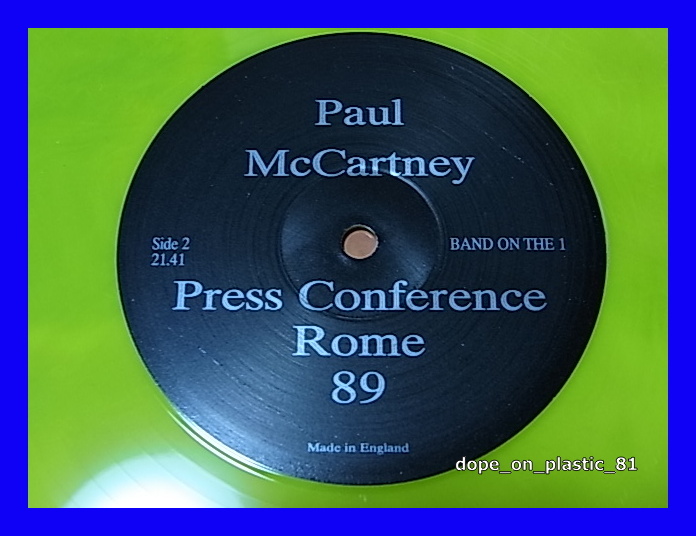 Paul
McCartney
Side 2
21.41
BAND ON THE 1
Press Conference
Rome
89
Made in England
dope_on_plastic_81